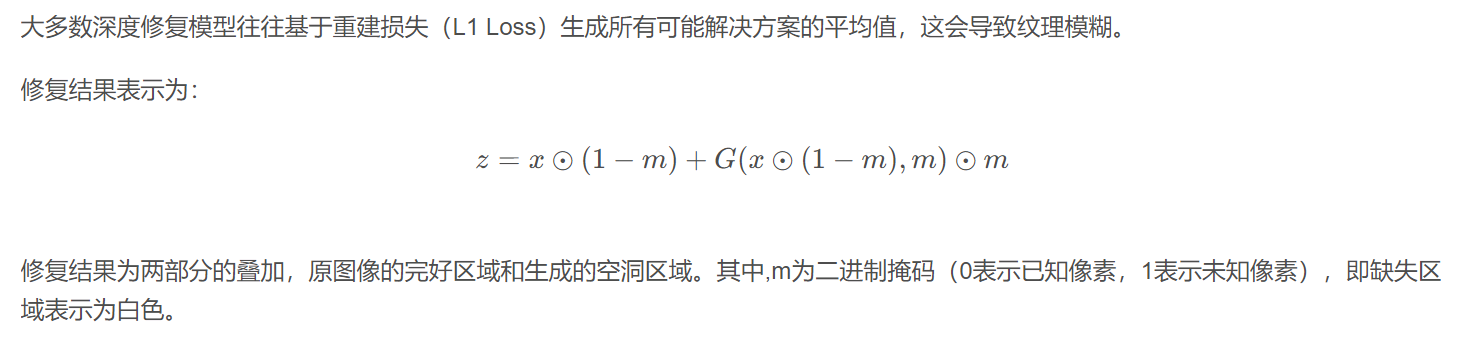 大多数深度修复模型往往基于重建损失（L1 Loss）生成所有可能解决方案的平均值，这会导致纹理模糊。
修复结果表示为：
z = x ⊙ (1 − m) + G(x ⊙ (1 − m), m) ⊙ m
修复结果为两部分的叠加，原图像的完好区域和生成的空洞区域。其中,m为二进制掩码（0表示已知像素，1表示未知像素），即缺失区
域表示为白色。